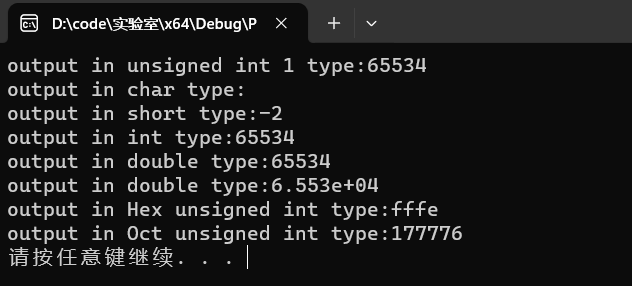 D:\code\实验室\x64\Debug\P
output in unsigned int 1 type:65534
output in char type:
output in short type:-2
output in int type:65534
output in double type:65534
output in double type:6.553e+04
output in Hex unsigned int type:fffe
output in Oct unsigned int type:177776
请按任意键继续. . .